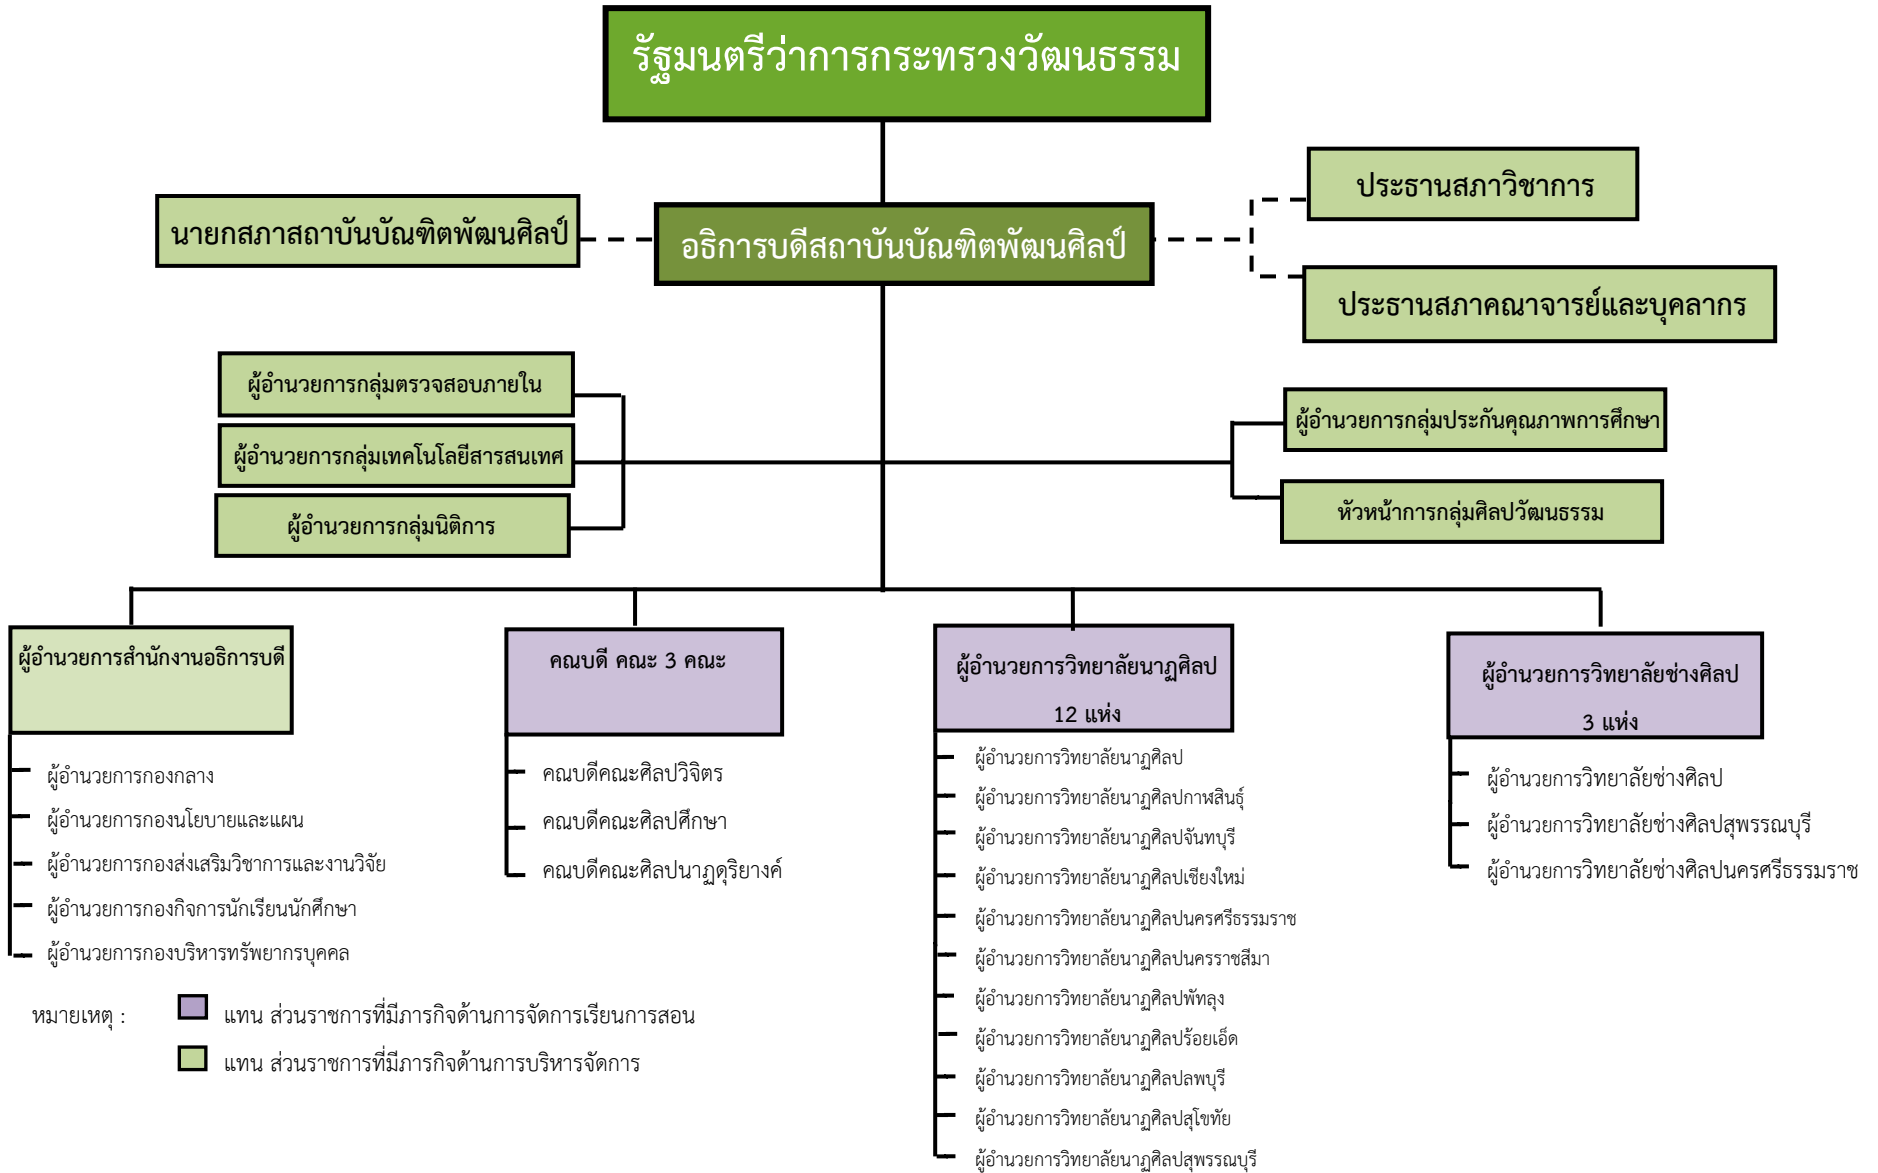 รัฐมนตรีว่าการกระทรวงวัฒนธรรม
ประธานสภาวิชาการ
นายกสภาสถาบันบัณฑิตพัฒนศิลป์
อธิการบดีสถาบันบัณฑิตพัฒนศิลป์
ประธานสภาคณาจารย์และบุคลากร
ผู้อำนวยการกลุ่มตรวจสอบภายใน
ผู้อำนวยการกลุ่มเทคโนโลยีสารสนเทศ
ผู้อำนวยการกลุ่มนิติการ
ผู้อำนวยการกลุ่มประกันคุณภาพการศึกษา
หัวหน้าการกลุ่มศิลปวัฒนธรรม
ผู้อำนวยการสำนักงานอธิการบดี
ผู้อำนวยการกองกลาง
ผู้อำนวยการกองนโยบายและแผน
ผู้อำนวยการกองส่งเสริมวิชาการและงานวิจัย
ผู้อำนวยการกองกิจการนักเรียนนักศึกษา
ผู้อำนวยการกองบริหารทรัพยากรบุคคล
คณบดี คณะ 3 คณะ
คณบดีคณะศิลปวิจิตร
คณบดีคณะศิลปศึกษา
คณบดีคณะศิลปนาฏดุริยางค์
ผู้อำนวยการวิทยาลัยนาฏศิลป
12 แห่ง
ผู้อำนวยการวิทยาลัยนาฏศิลป
ผู้อำนวยการวิทยาลัยนาฏศิลปกาฬสินธุ์
ผู้อำนวยการวิทยาลัยนาฏศิลปจันทบุรี
ผู้อำนวยการวิทยาลัยนาฏศิลปเชียงใหม่
ผู้อำนวยการวิทยาลัยนาฏศิลปนครศรีธรรมราช
ผู้อำนวยการวิทยาลัยนาฏศิลปนครราชสีมา
ผู้อำนวยการวิทยาลัยนาฏศิลปพัทลุง
ผู้อำนวยการวิทยาลัยนาฏศิลปร้อยเอ็ด
ผู้อำนวยการวิทยาลัยนาฏศิลปลพบุรี
ผู้อำนวยการวิทยาลัยนาฏศิลปสุโขทัย
ผู้อำนวยการวิทยาลัยนาฏศิลปสุพรรณบุรี
ผู้อำนวยการวิทยาลัยช่างศิลป
3 แห่ง
ผู้อำนวยการวิทยาลัยช่างศิลป
ผู้อำนวยการวิทยาลัยช่างศิลปสุพรรณบุรี
ผู้อำนวยการวิทยาลัยช่างศิลปนครศรีธรรมราช
หมายเหตุ : แทน ส่วนราชการที่มีภารกิจด้านการจัดการเรียนการสอน
แทน ส่วนราชการที่มีภารกิจด้านการบริหารจัดการ